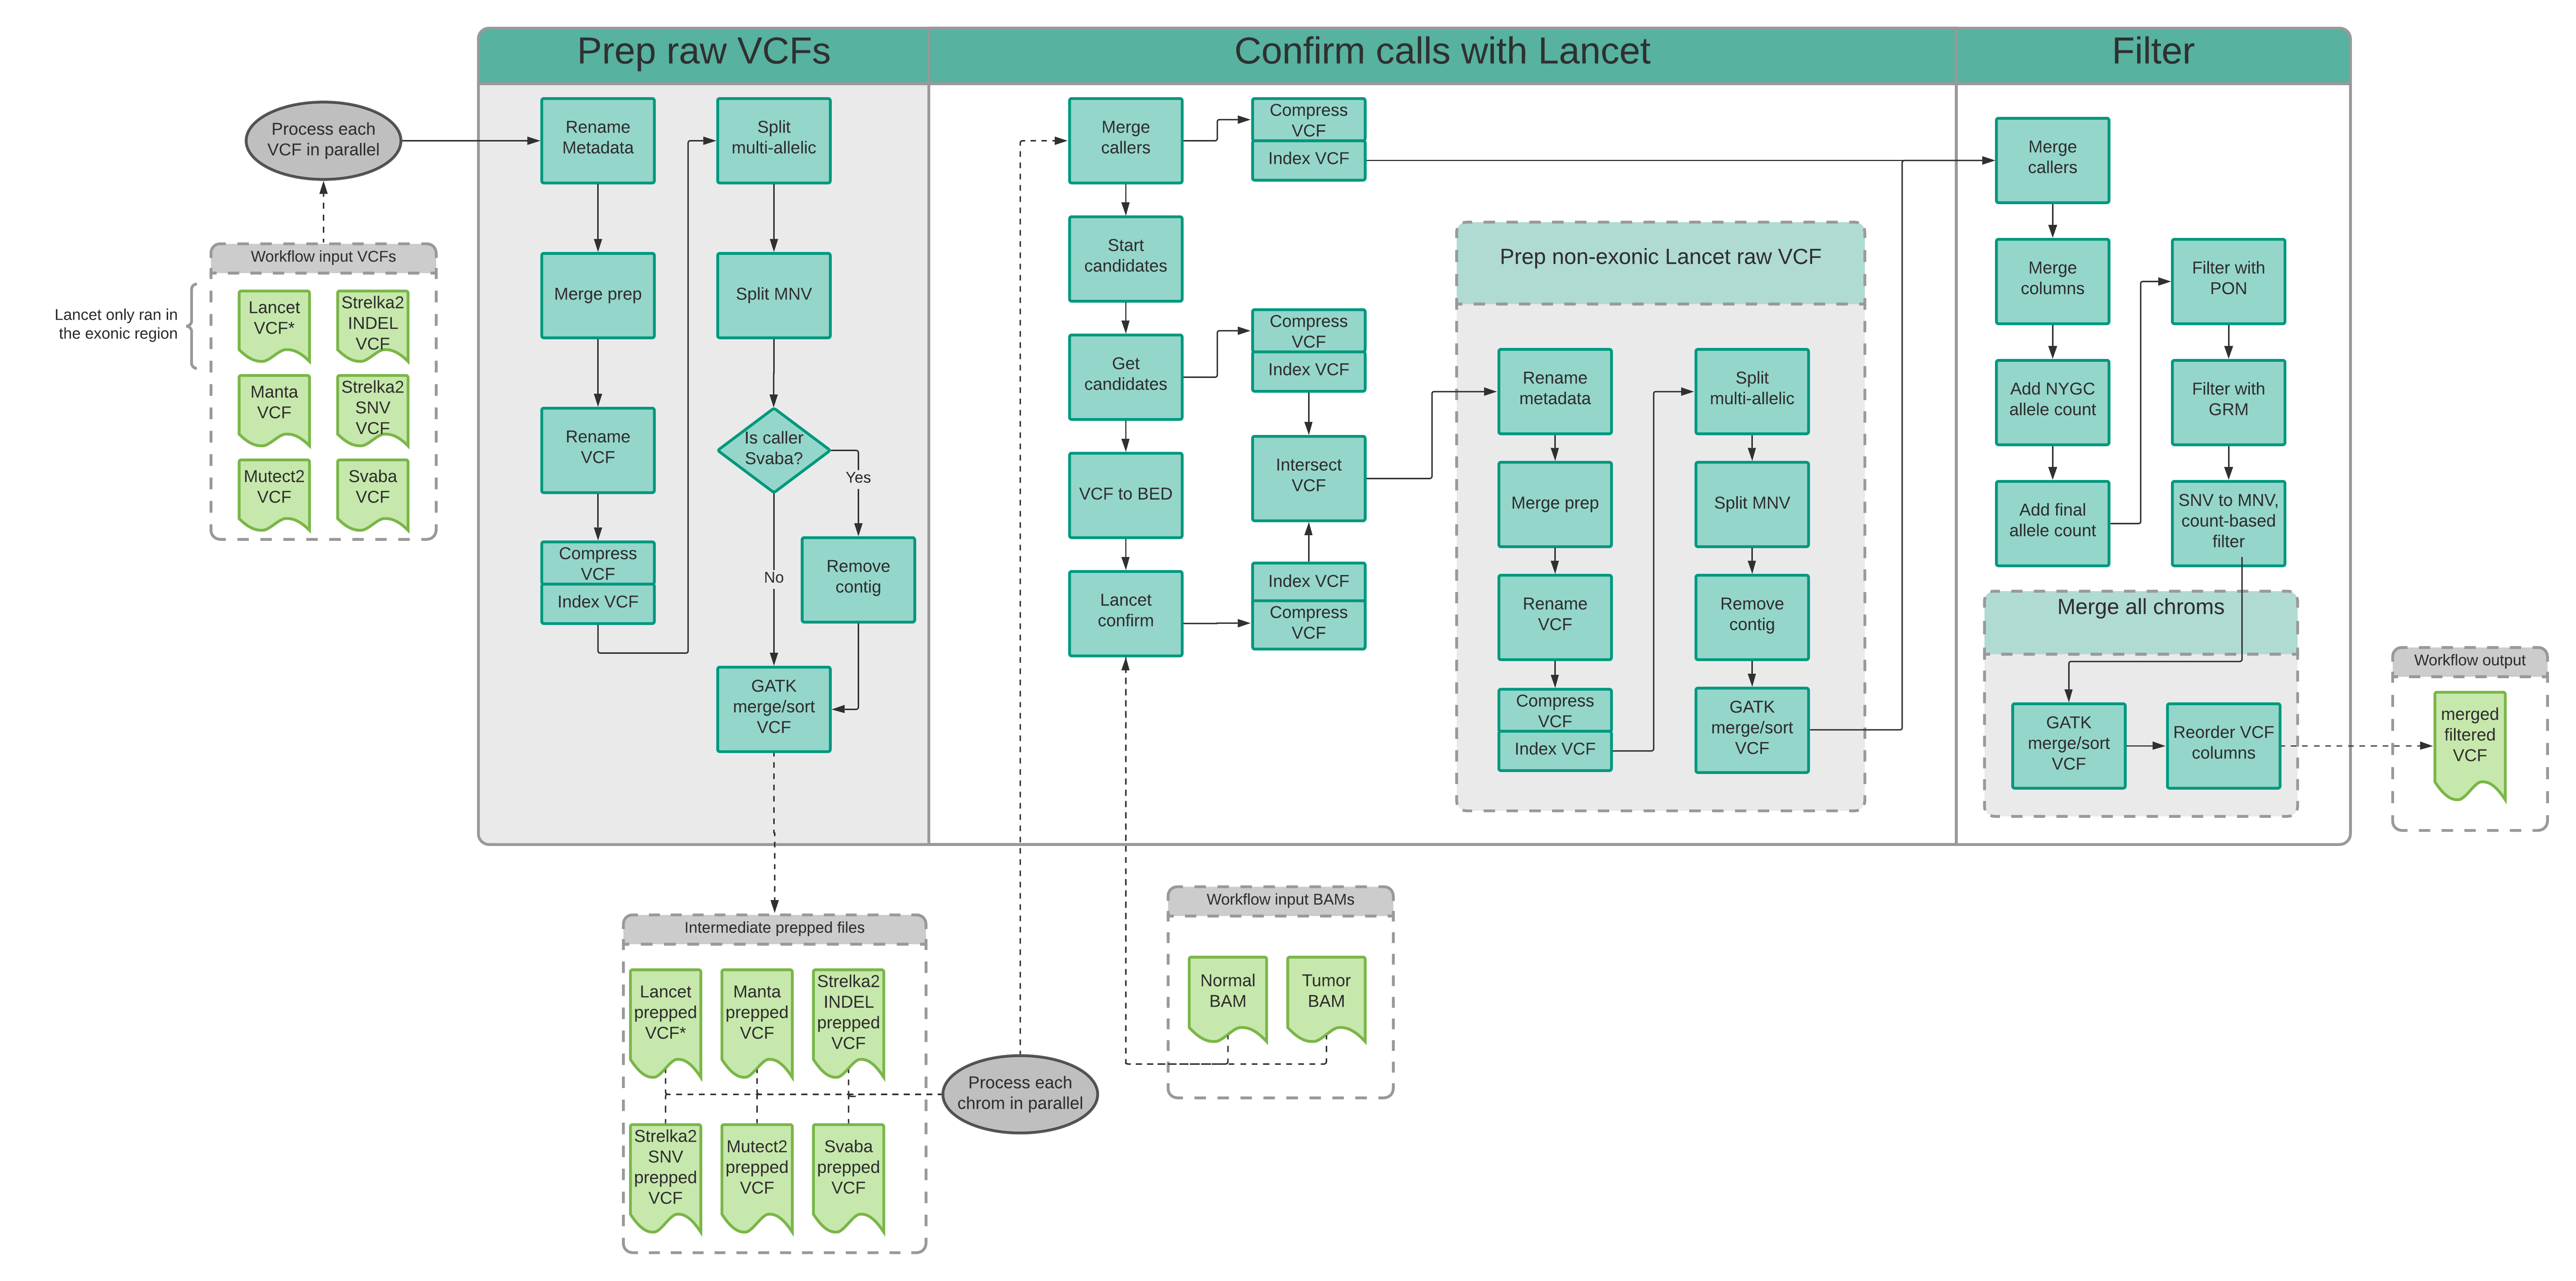 Prep raw VCFs
Confirm calls with Lancet
Filter
Process each
VCF in parallel
Workflow input VCFs
Lancet only ran in
the exonic region
Lancet
VCF*
Strelka2
INDEL
VCF
Manta
VCF
Strelka2
SNV
VCF
Mutect2
VCF
Svaba
VCF
Rename
Metadata
Merge prep
Rename
VCF
Compress
VCF
Index VCF
Split
multi-allelic
Split MNV
Is caller
Svaba?
Yes
No
Remove
contig
GATK
merge/sort
VCF
Intermediate prepped files
Lancet
prepped
VCF*
Manta
prepped
VCF
Strelka2
INDEL
prepped
VCF
Strelka2
SNV
prepped
VCF
Mutect2
prepped
VCF
Svaba
prepped
VCF
Process each
chrom in parallel
Merge
callers
Compress
VCF
Index VCF
Start
candidates
Get
candidates
Compress
VCF
Index VCF
VCF to BED
Intersect
VCF
Lancet
confirm
Index VCF
Compress
VCF
Workflow input BAMs
Normal
BAM
Tumor
BAM
Prep non-exonic Lancet raw VCF
Rename
metadata
Merge prep
Rename
VCF
Compress
VCF
Index VCF
Split
multi-allelic
Split MNV
Remove
contig
GATK
merge/sort
VCF
Merge
callers
Merge
columns
Add NYGC
allele count
Add final
allele count
Filter with
PON
Filter with
GRM
SNV to MNV,
count-based
filter
Merge all chroms
GATK
merge/sort
VCF
Reorder VCF
columns
Workflow output
merged
filtered
VCF